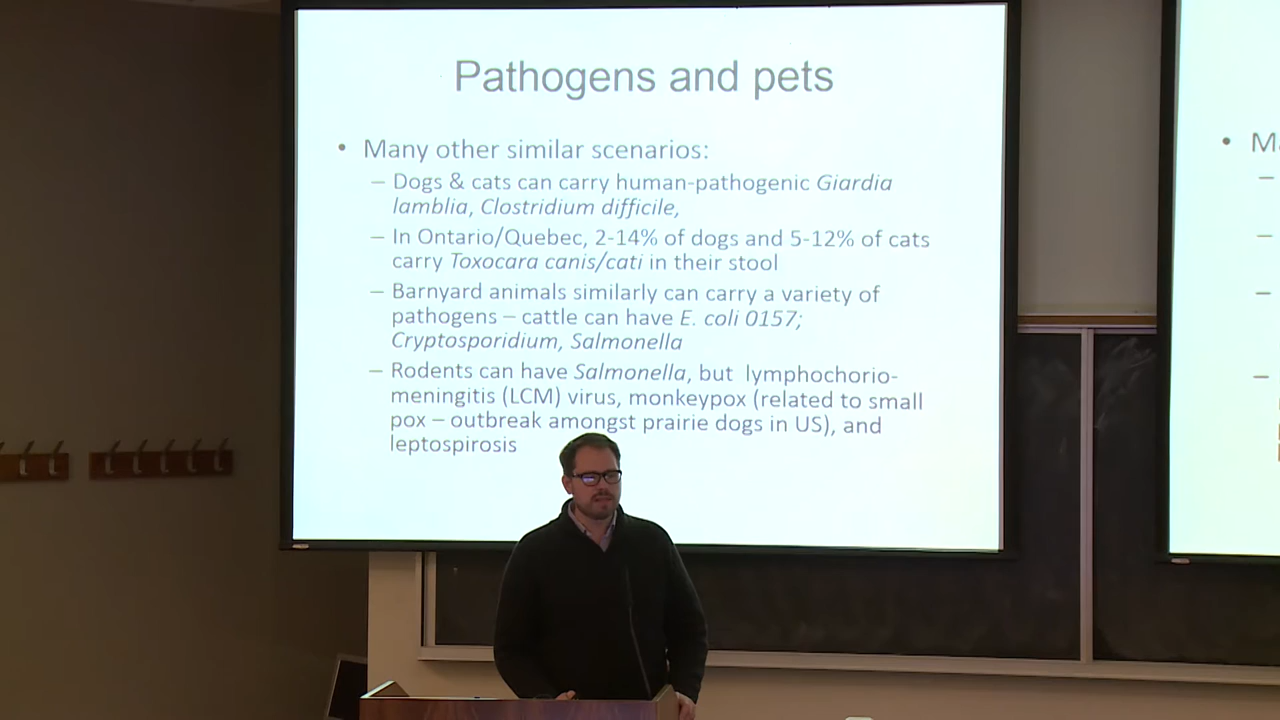 Pathogens and pets
• Many other similar scenarios:
– Dogs & cats can carry human-pathogenic Giardia
lamblia, Clostridium difficile,
– In Ontario/Quebec, 2-14% of dogs and 5-12% of cats
carry Toxocara canis/cati in their stool
– Barnyard animals similarly can carry a variety of
pathogens – cattle can have E. coli 0157;
Cryptosporidium, Salmonella
– Rodents can have Salmonella, but lymphochorio-
meningitis (LCM) virus, monkeypox (related to small
pox – outbreak amongst prairie dogs in US), and
leptospirosis
• Ma
–
–
–
–